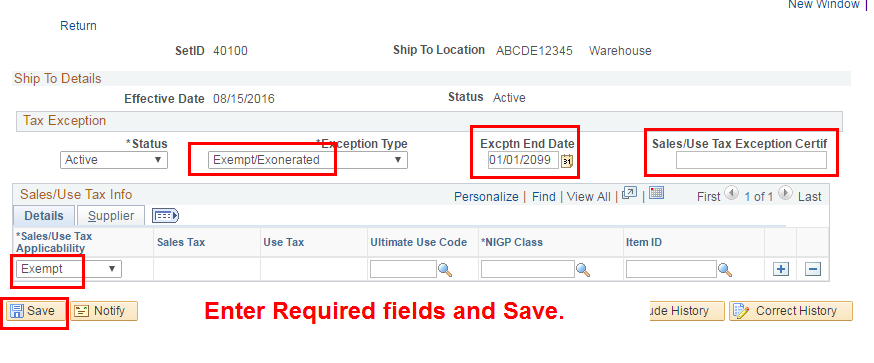 New Window |
Return
SetID 40100 Ship To Location ABCDE12345 Warehouse
Ship To Details
Effective Date 08/15/2016 Status Active
Tax Exception
*Status *Exception Type Excptn End Date Sales/Use Tax Exception Certif
Active Exempt/Exonerated 01/01/2099 31
Sales/Use Tax Info Personalize | Find | View All | | First 1 of 1 Last
Details Supplier
*Sales/Use Tax Applicablility Sales Tax Use Tax Ultimate Use Code *NIGP Class Item ID
Exempt
Save Notify Enter Required fields and Save. ude History Correct History